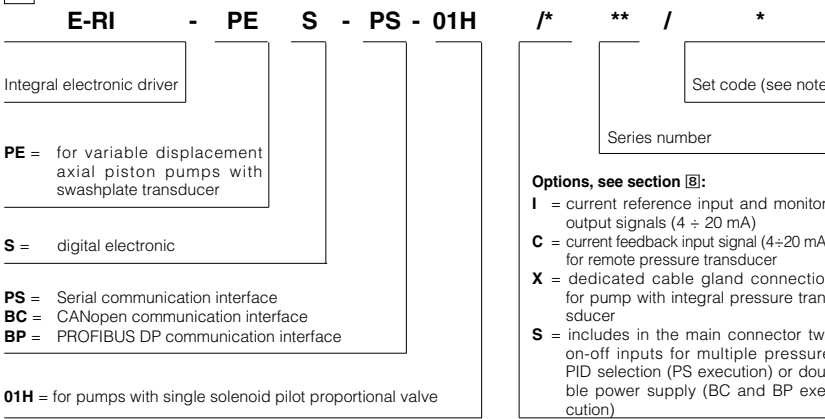 E-RI - PE S - PS - 01H /* ** / *
Integral electronic driver
Set code (see note
Series number
PE = for variable displacement
axial piston pumps with
swashplate transducer
S = digital electronic
PS = Serial communication interface
BC = CANopen communication interface
BP = PROFIBUS DP communication interface
01H = for pumps with single solenoid pilot proportional valve
Options, see section 8:
I = current reference input and monitor
output signals (4 ÷ 20 mA)
C = current feedback input signal (4÷20 mA
for remote pressure transducer
X = dedicated cable gland connectio
for pump with integral pressure tran
sducer
S = includes in the main connector tw
on-off inputs for multiple pressure
PID selection (PS execution) or dou
ble power supply (BC and BP exe
cution)